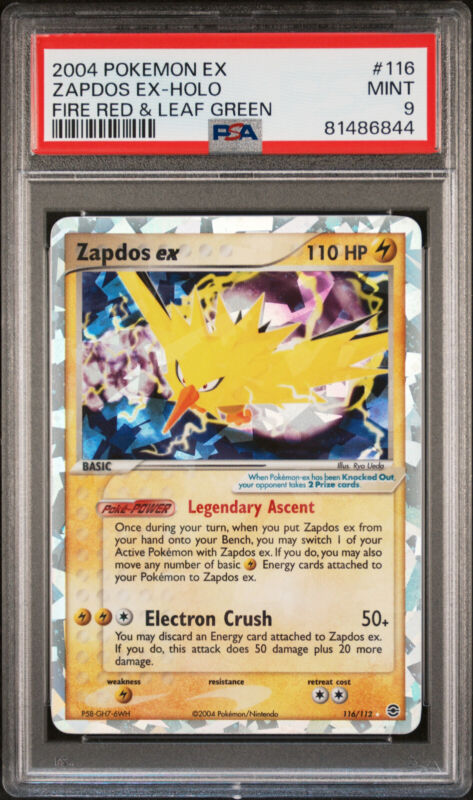 2004 POKEMON EX #116
ZAPDOS EX-HOLO MINT
FIRE RED & LEAF GREEN 9
PSA 81486844
Zapdos ex 110 HP
BASIC Illus. Ryo Ueda
When Pokémon-ex has been Knocked Out,
your opponent takes 2 Prize cards.
Poké-POWER Legendary Ascent
Once during your turn, when you put Zapdos ex from
your hand onto your Bench, you may switch 1 of your
Active Pokémon with Zapdos ex. If you do, you may also
move any number of basic Energy cards attached to
your Pokémon to Zapdos ex.
Electron Crush 50+
You may discard an Energy card attached to Zapdos ex.
If you do, this attack does 50 damage plus 20 more
damage.
weakness resistance retreat cost
P58-GH7-6WH ©2004 Pokémon/Nintendo 116/112